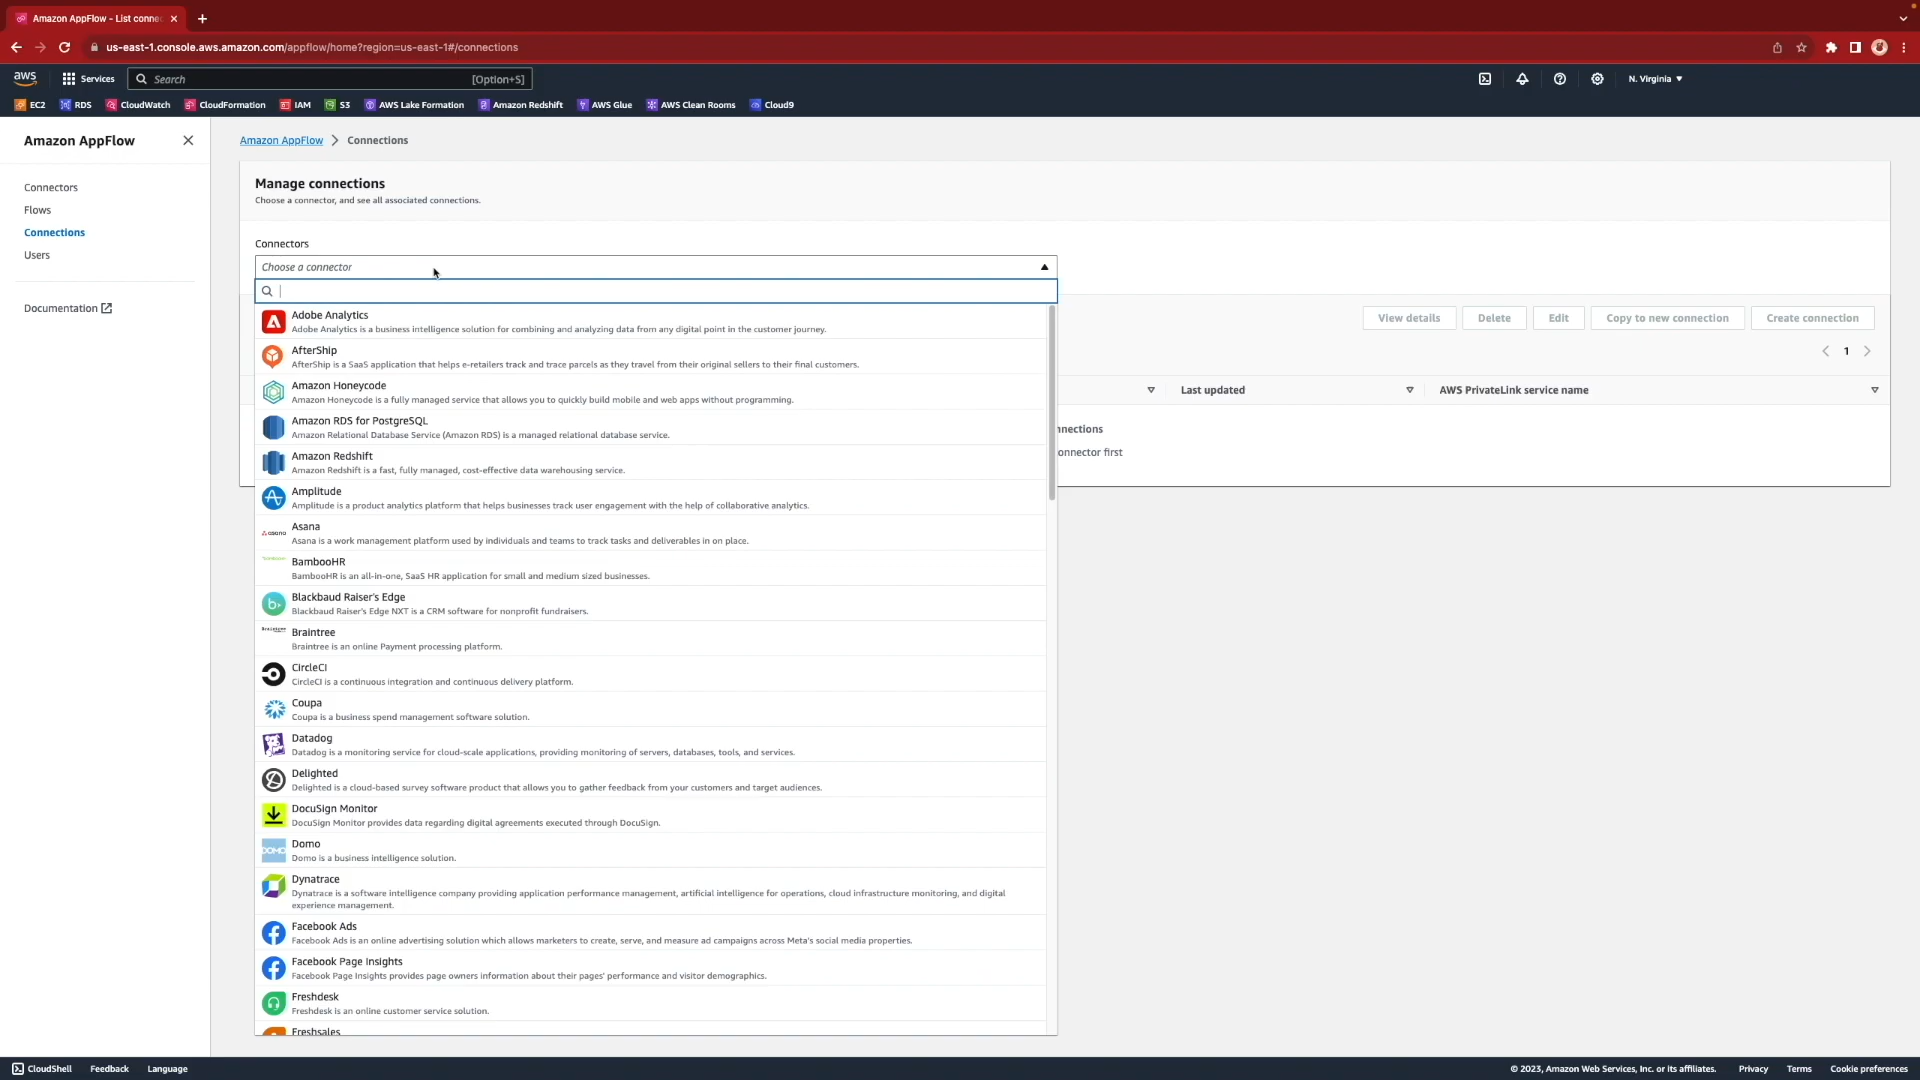 Amazon AppFlow - List conne
us-east-1.console.aws.amazon.com/appflow/home?region=us-east-1#/connections
aws
Services
Search
[Option+S]
N. Virginia
EC2
RDS
CloudWatch
CloudFormation
IAM
S3
AWS Lake Formation
Amazon Redshift
AWS Glue
AWS Clean Rooms
Cloud9
Amazon AppFlow
Connectors
Flows
Connections
Users
Documentation
Amazon AppFlow
Connections
Manage connections
Choose a connector, and see all associated connections.
Connectors
Choose a connector
Adobe Analytics
Adobe Analytics is a business intelligence solution for combining and analyzing data from any digital point in the customer journey.
AfterShip
AfterShip is a SaaS application that helps e-retailers track and trace parcels as they travel from their original sellers to their final customers.
Amazon Honeycode
Amazon Honeycode is a fully managed service that allows you to quickly build mobile and web apps without programming.
Amazon RDS for PostgreSQL
Amazon Relational Database Service (Amazon RDS) is a managed relational database service.
Amazon Redshift
Amazon Redshift is a fast, fully managed, cost-effective data warehousing service.
Amplitude
Amplitude is a product analytics platform that helps businesses track user engagement with the help of collaborative analytics.
asana
Asana
Asana is a work management platform used by individuals and teams to track tasks and deliverables in on place.
BambooHR
BambooHR is an all-in-one, SaaS HR application for small and medium sized businesses.
b
Blackbaud Raiser's Edge
Blackbaud Raiser's Edge NXT is a CRM software for nonprofit fundraisers.
Braintree
Braintree
Braintree is an online Payment processing platform.
CircleCI
CircleCI is a continuous integration and continuous delivery platform.
Coupa
Coupa is a business spend management software solution.
Datadog
Datadog is a monitoring service for cloud-scale applications, providing monitoring of servers, databases, tools, and services.
Delighted
Delighted is a cloud-based survey software product that allows you to gather feedback from your customers and target audiences.
DocuSign Monitor
DocuSign Monitor provides data regarding digital agreements executed through DocuSign.
DOMO
Domo
Domo is a business intelligence solution.
Dynatrace
Dynatrace is a software intelligence company providing application performance management, artificial intelligence for operations, cloud infrastructure monitoring, and digital
experience management.
Facebook Ads
Facebook Ads is an online advertising solution which allows marketers to create, serve, and measure ad campaigns across Meta's social media properties.
Facebook Page Insights
Facebook Page Insights provides page owners information about their pages' performance and visitor demographics.
Freshdesk
Freshdesk is an online customer service solution.
Freshsales
View details
Delete
Edit
Copy to new connection
Create connection
1
Last updated
AWS PrivateLink service name
nnections
onnector first
CloudShell
Feedback
Language
© 2023, Amazon Web Services, Inc. or its affiliates.
Privacy
Terms
Cookie preferences